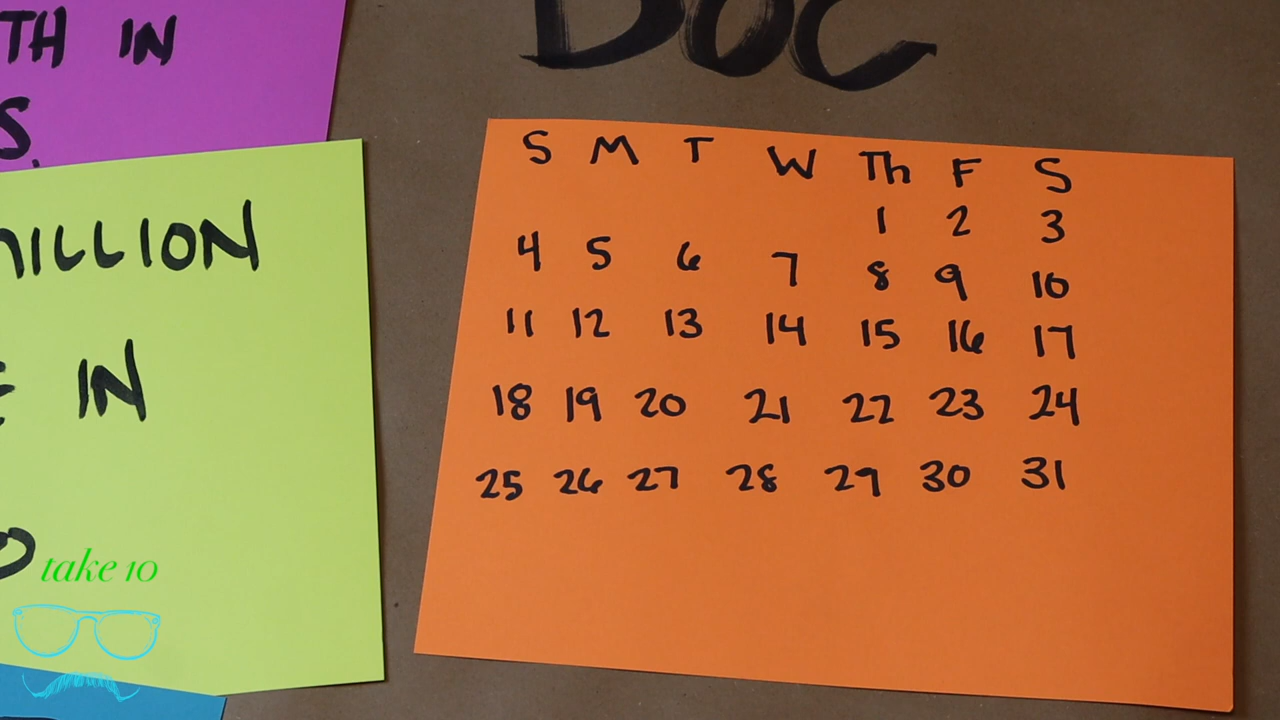 TH IN
S.
MILLION
IN
take 10
DOC
S M T W Th F S
1 2 3
4 5 6 7 8 9 10
11 12 13 14 15 16 17
18 19 20 21 22 23 24
25 26 27 28 29 30 31